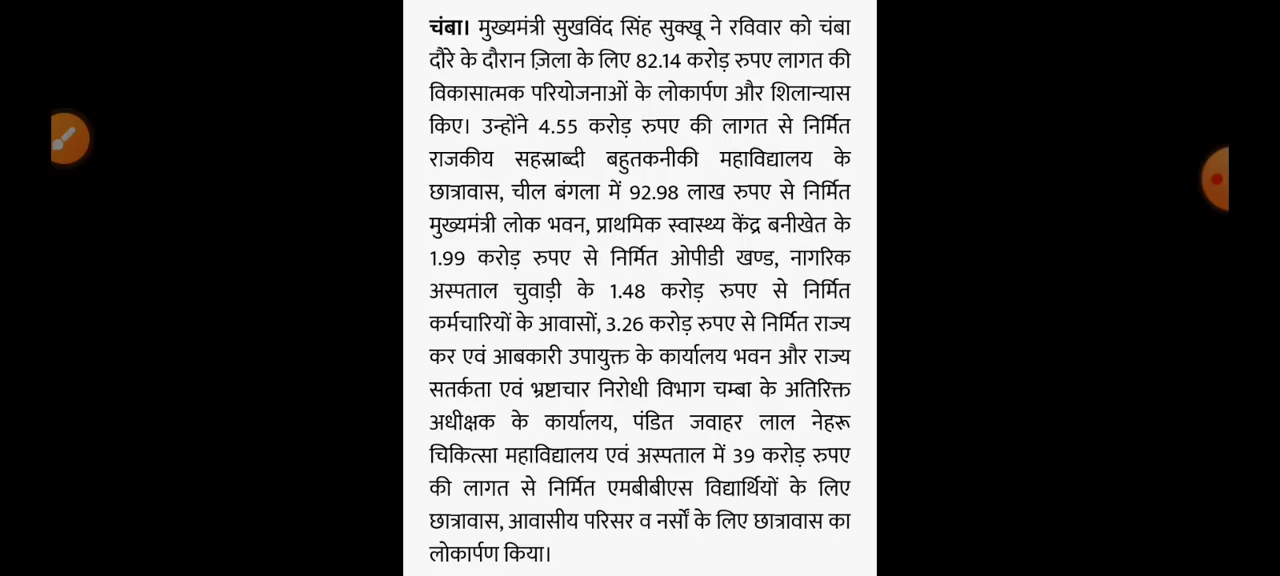 चंबा। मुख्यमंत्री सुखविंद सिंह सुक्खू ने रविवार को चंबा
दौरे के दौरान ज़िला के लिए 82.14 करोड़ रुपए लागत की
विकासात्मक परियोजनाओं के लोकार्पण और शिलान्यास
किए। उन्होंने 4.55 करोड़ रुपए की लागत से निर्मित
राजकीय सहस्राब्दी बहुतकनीकी महाविद्यालय के
छात्रावास, चील बंगला में 92.98 लाख रुपए से निर्मित
मुख्यमंत्री लोक भवन, प्राथमिक स्वास्थ्य केंद्र बनीखेत के
1.99 करोड़ रुपए से निर्मित ओपीडी खण्ड, नागरिक
अस्पताल चुवाड़ी के 1.48 करोड़ रुपए से निर्मित
कर्मचारियों के आवासों, 3.26 करोड़ रुपए से निर्मित राज्य
कर एवं आबकारी उपायुक्त के कार्यालय भवन और राज्य
सतर्कता एवं भ्रष्टाचार निरोधी विभाग चम्बा के अतिरिक्त
अधीक्षक के कार्यालय, पंडित जवाहर लाल नेहरू
चिकित्सा महाविद्यालय एवं अस्पताल में 39 करोड़ रुपए
की लागत से निर्मित एमबीबीएस विद्यार्थियों के लिए
छात्रावास, आवासीय परिसर व नर्सों के लिए छात्रावास का
लोकार्पण किया।